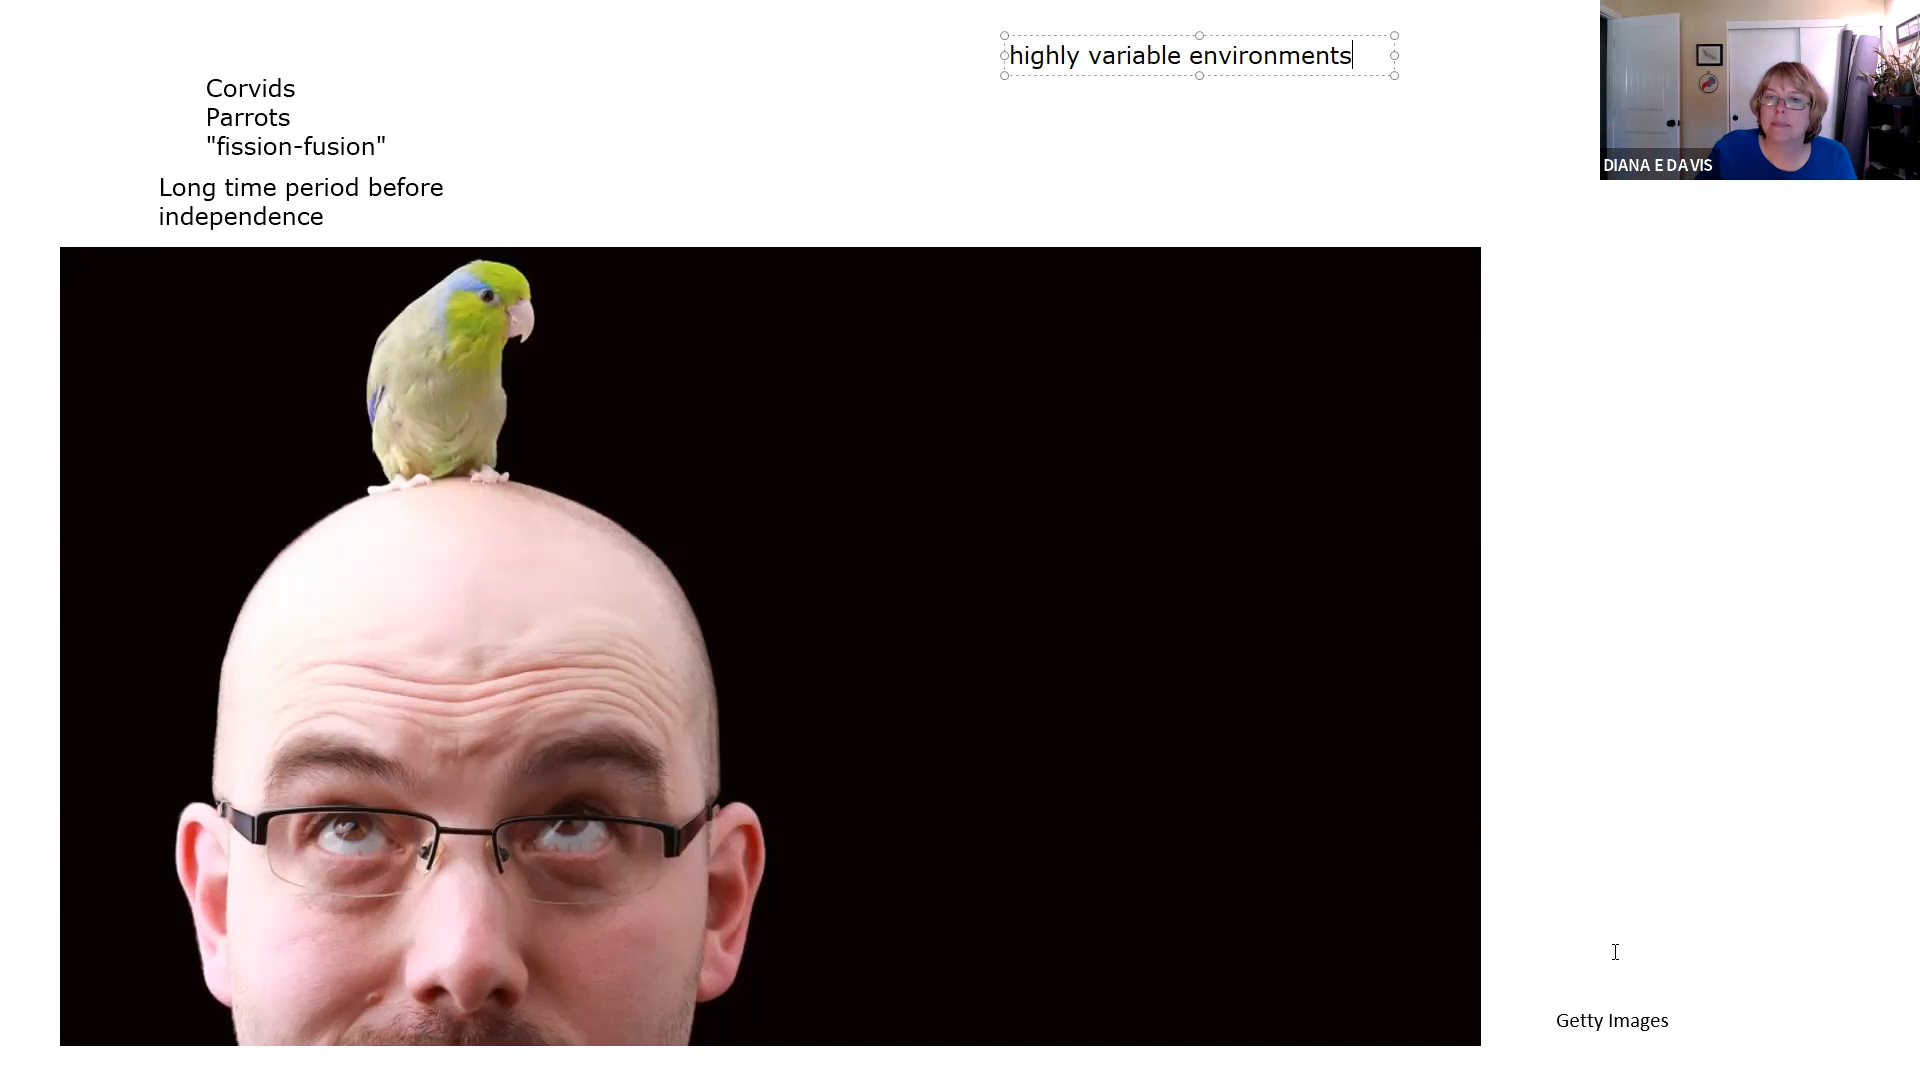 highly variable environments
Corvids
Parrots
"fission-fusion"
Long time period before
independence
DIANA E DAVIS
Getty Images